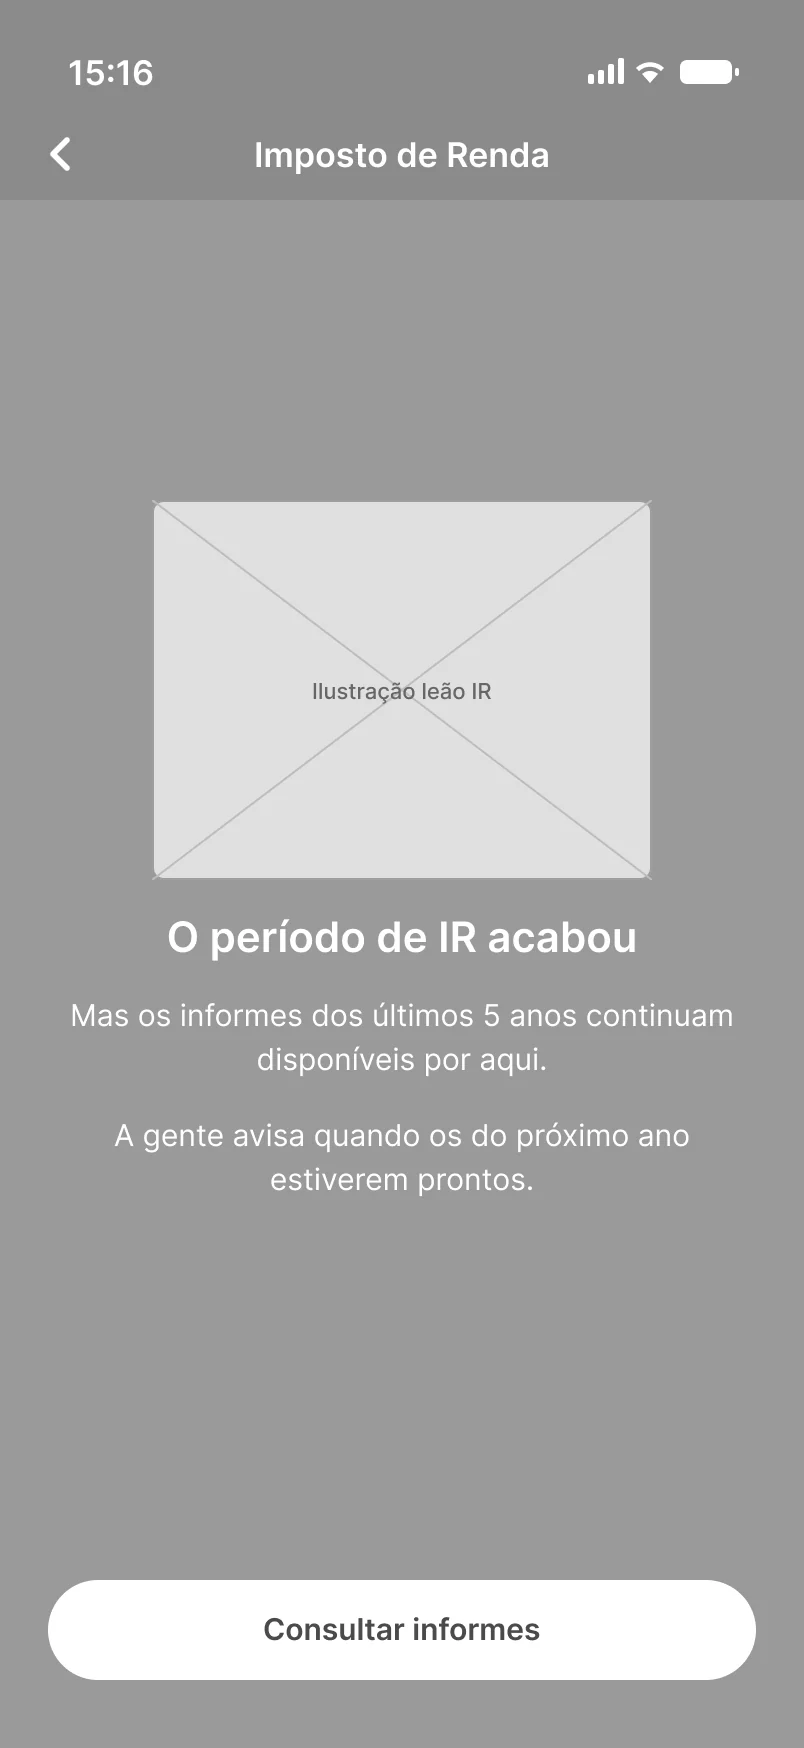 15:16
Imposto de Renda
Ilustração leão IR
O período de IR acabou
Mas os informes dos últimos 5 anos continuam
disponíveis por aqui.
A gente avisa quando os do próximo ano
estiverem prontos.
Consultar informes